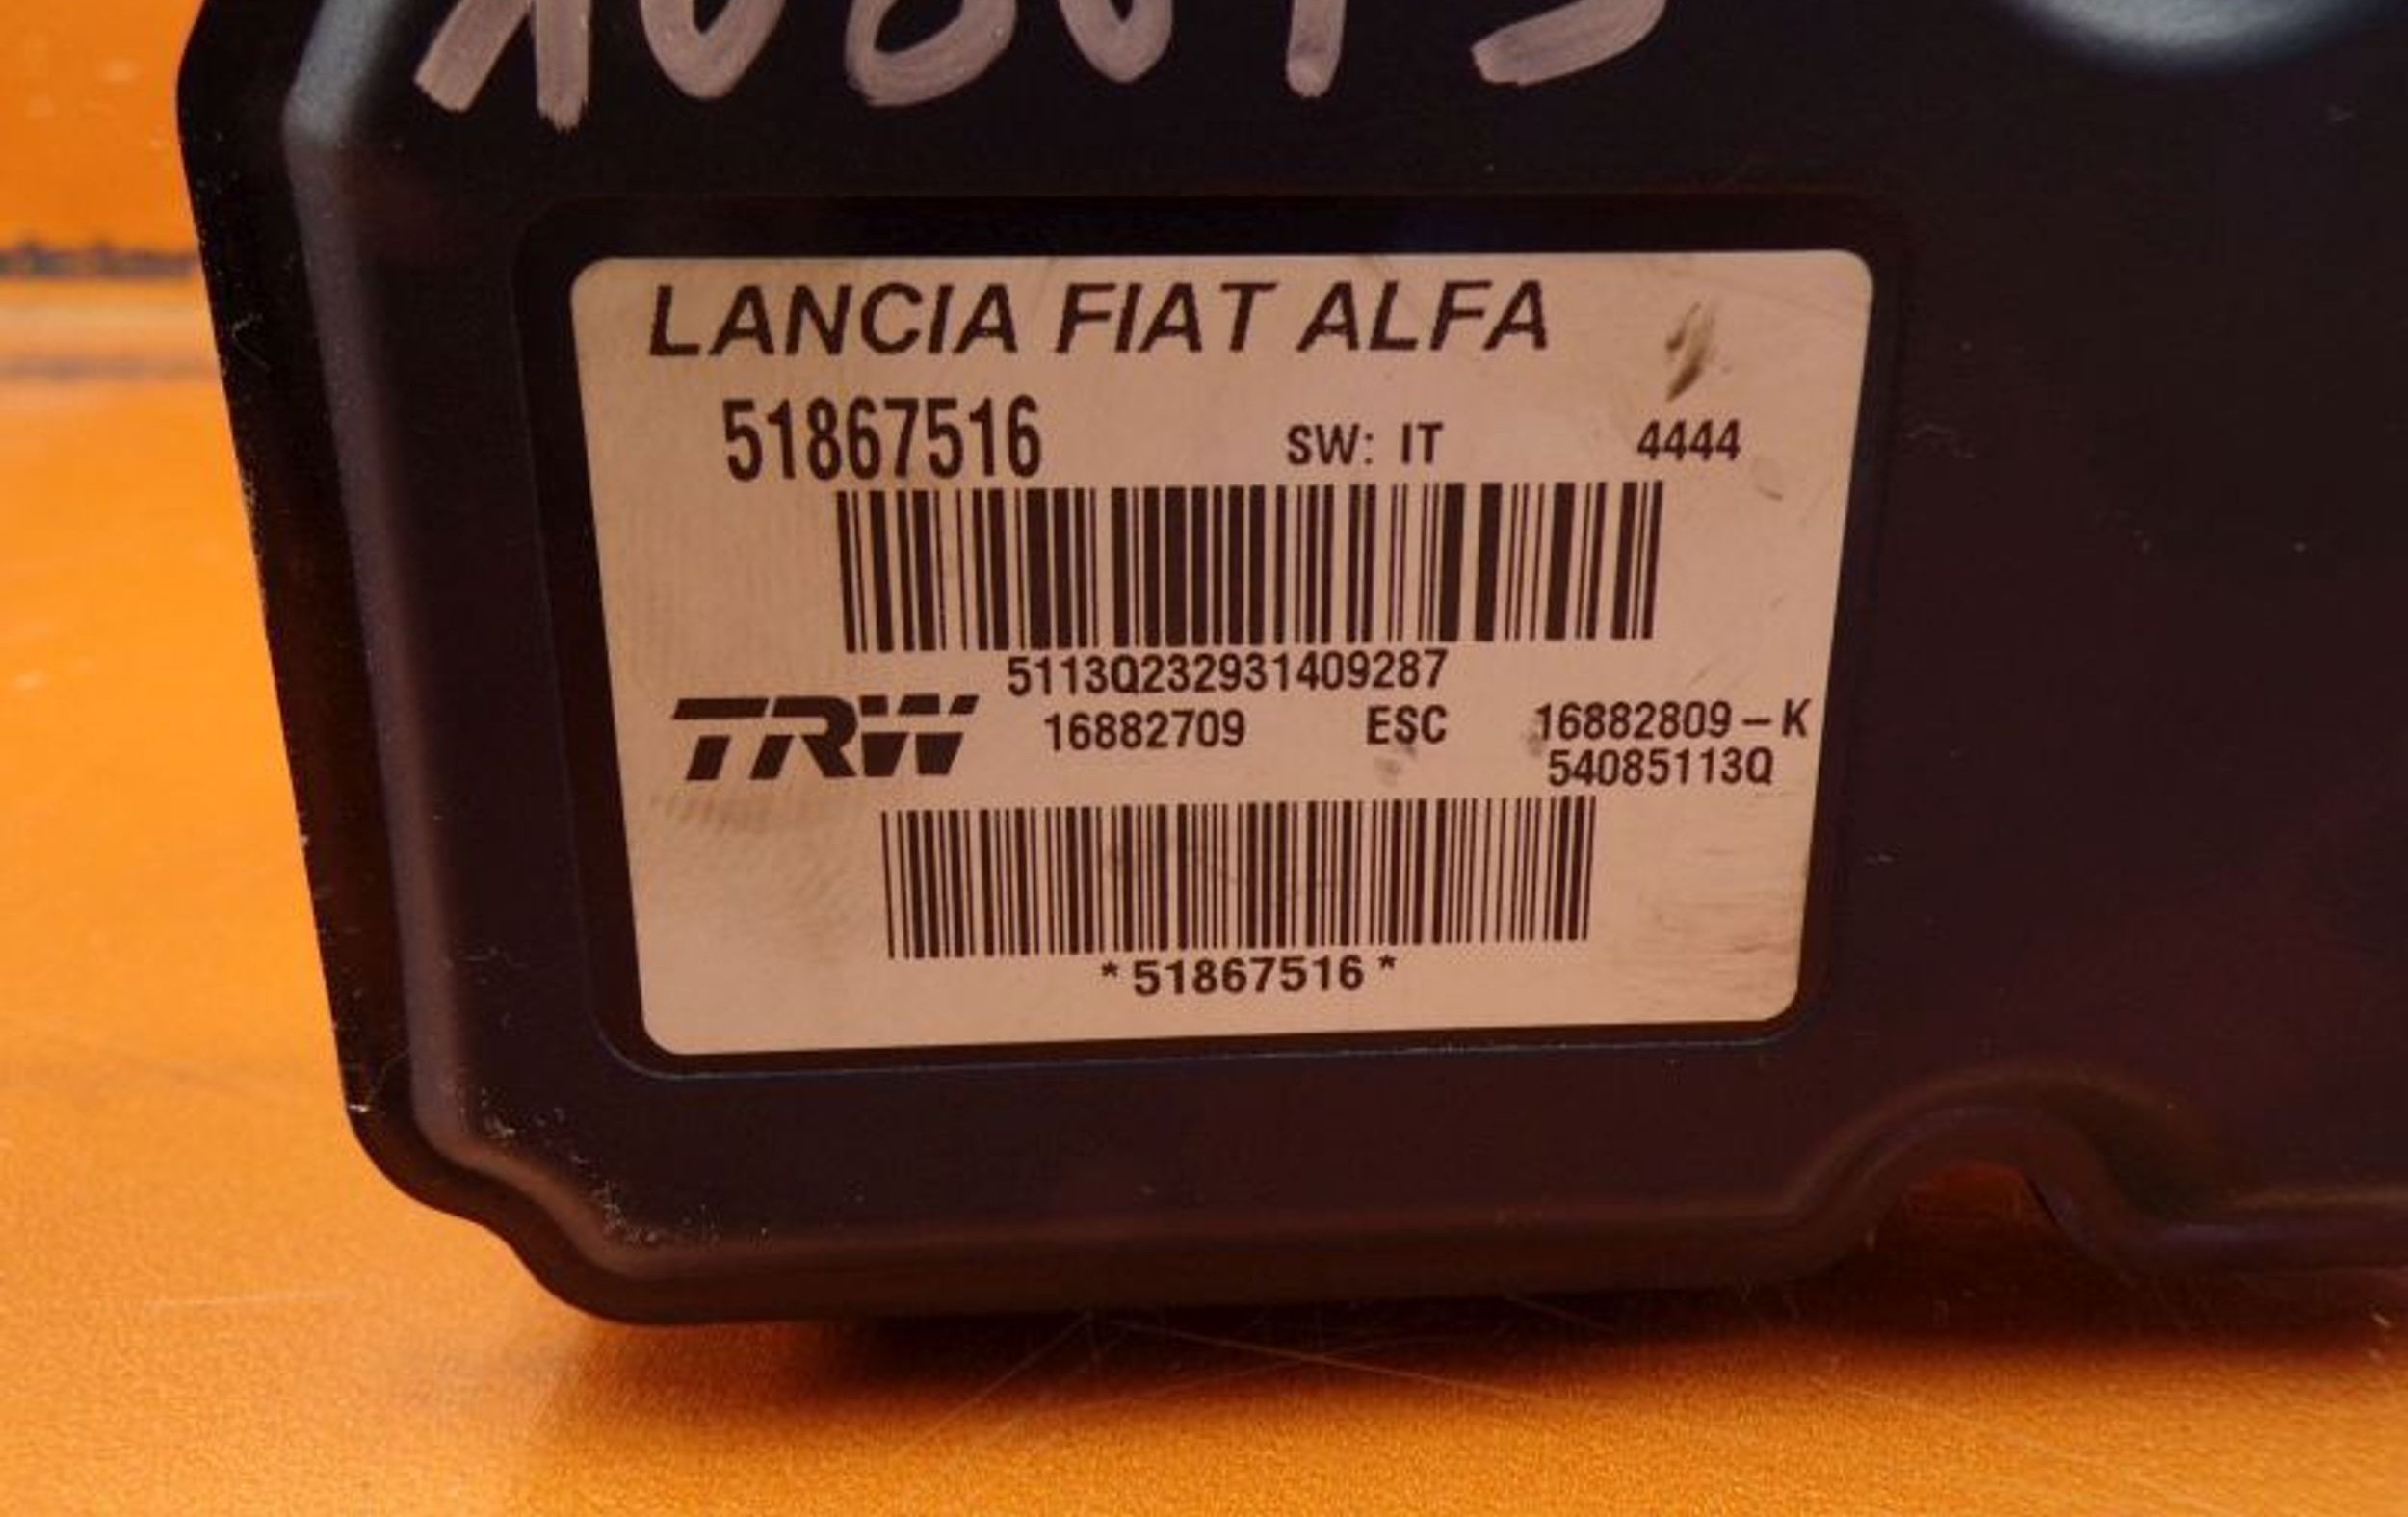 LANCIA FIAT ALFA
51867516 SW: IT 4444
5113Q232931409287
TRW 16882709 ESC 16882809-K
54085113Q
*51867516*